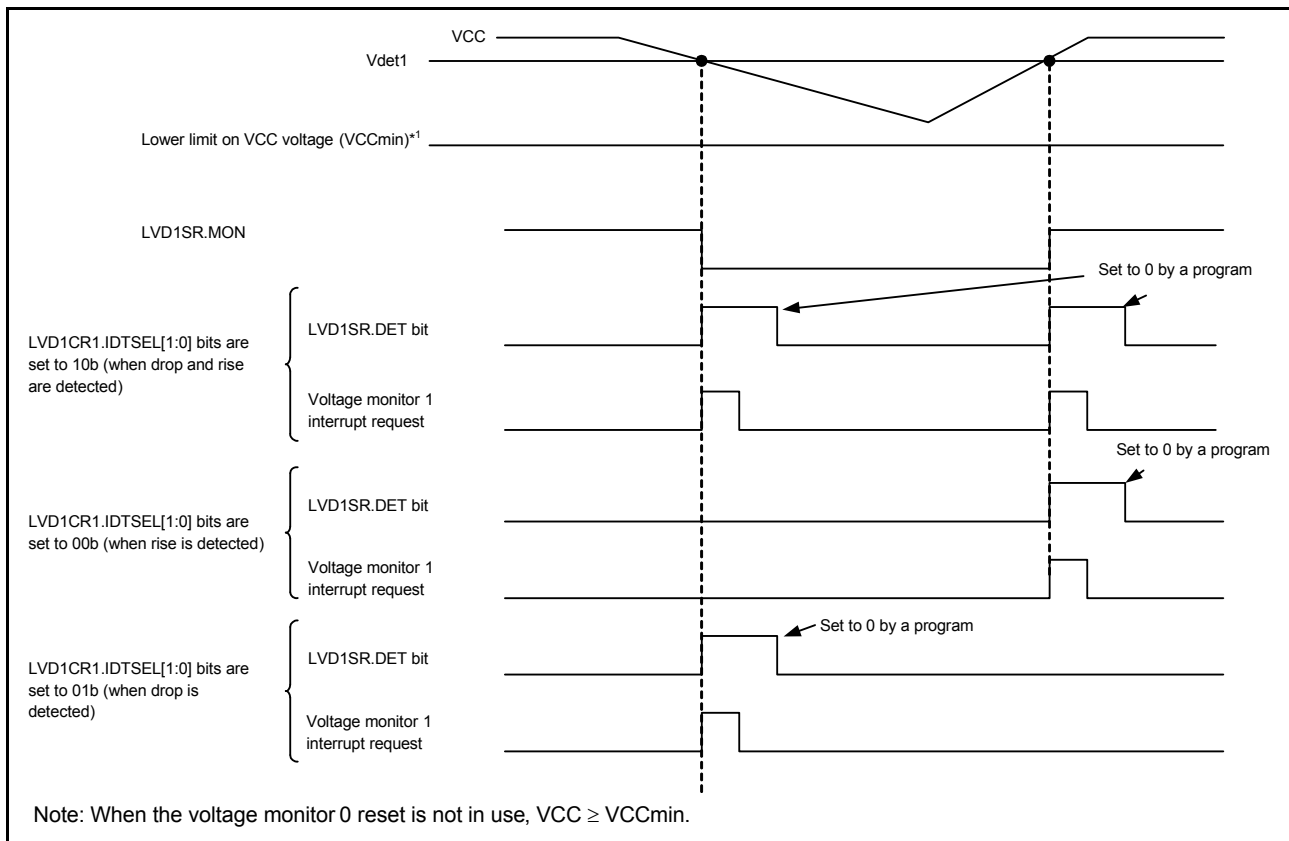 VCC
Vdet1
Lower limit on VCC voltage (VCCmin)*1
LVD1SR.MON
Set to 0 by a program
LVD1CR1.IDTSEL[1:0] bits are
set to 10b (when drop and rise
are detected)
LVD1SR.DET bit
Voltage monitor 1
interrupt request
Set to 0 by a program
LVD1CR1.IDTSEL[1:0] bits are
set to 00b (when rise is detected)
LVD1SR.DET bit
Voltage monitor 1
interrupt request
Set to 0 by a program
LVD1CR1.IDTSEL[1:0] bits are
set to 01b (when drop is
detected)
LVD1SR.DET bit
Voltage monitor 1
interrupt request
Note: When the voltage monitor 0 reset is not in use, VCC ≥ VCCmin.